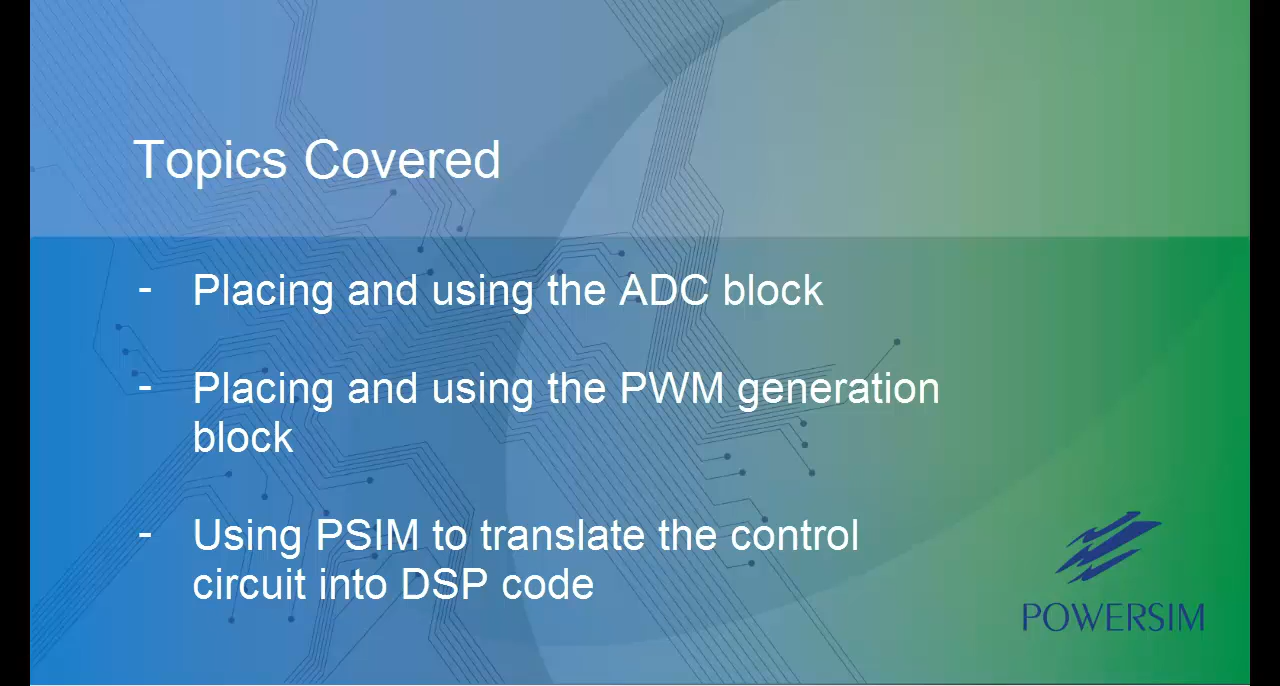 Topics Covered
- Placing and using the ADC block
- Placing and using the PWM generation
block
- Using PSIM to translate the control
circuit into DSP code
POWERSIM